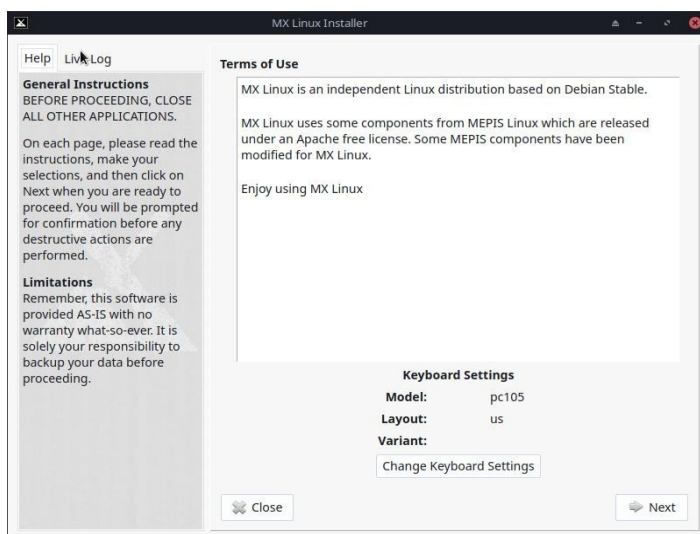 MX Linux Installer
Help
Live Log
General Instructions
BEFORE PROCEEDING, CLOSE
ALL OTHER APPLICATIONS.
On each page, please read the
instructions, make your
selections, and then click on
Next when you are ready to
proceed. You will be prompted
for confirmation before any
destructive actions are
performed.
Limitations
Remember, this software is
provided AS-IS with no
warranty what-so-ever. It is
solely your responsibility to
backup your data before
proceeding.
Terms of Use
MX Linux is an independent Linux distribution based on Debian Stable.
MX Linux uses some components from MEPIS Linux which are released
under an Apache free license. Some MEPIS components have been
modified for MX Linux.
Enjoy using MX Linux
Keyboard Settings
Model: pc105
Layout: us
Variant:
Change Keyboard Settings
Close
Next